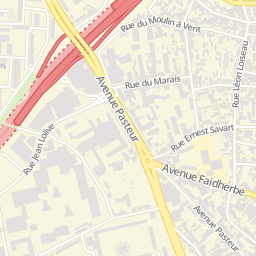 Rue du Moulin à Vent
Rue Léon Loiseau
Avenue Pasteur
Rue du Marais
Rue Jean Lolive
Rue Ernest Savart
Avenue Faidherbe
Avenue Pasteur